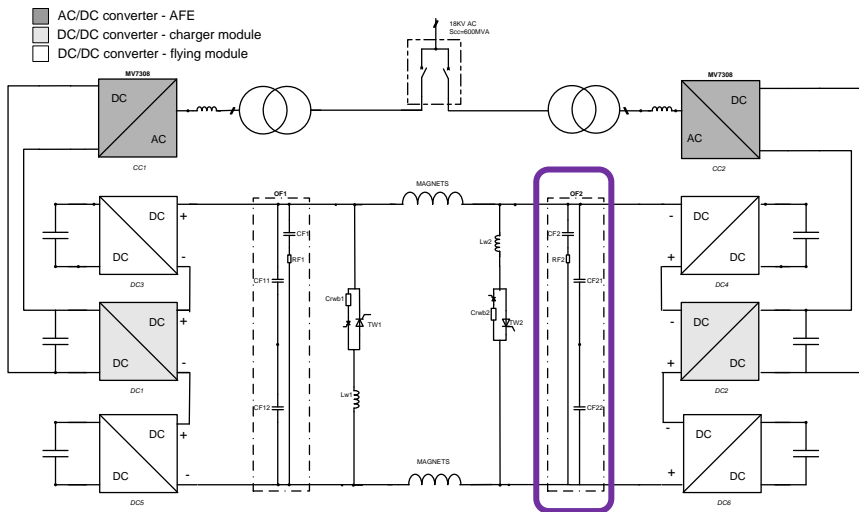 AC/DC converter - AFE
DC/DC converter - charger module
DC/DC converter - flying module
18KV AC
Scc=600MVA
MV7308
DC
AC
CC1
MV7308
DC
AC
CC2
MAGNETS
OF1
OF2
DC
DC
+
-
DC3
CF1
RF1
CF11
CF12
Crwb1
TW1
Lw1
Lw2
Crwb2
TW2
CF2
RF2
CF21
CF22
-
+
DC
DC
DC4
+
-
DC
DC
DC1
-
+
DC
DC
DC2
+
-
DC
DC
DC5
MAGNETS
-
+
DC
DC
DC6